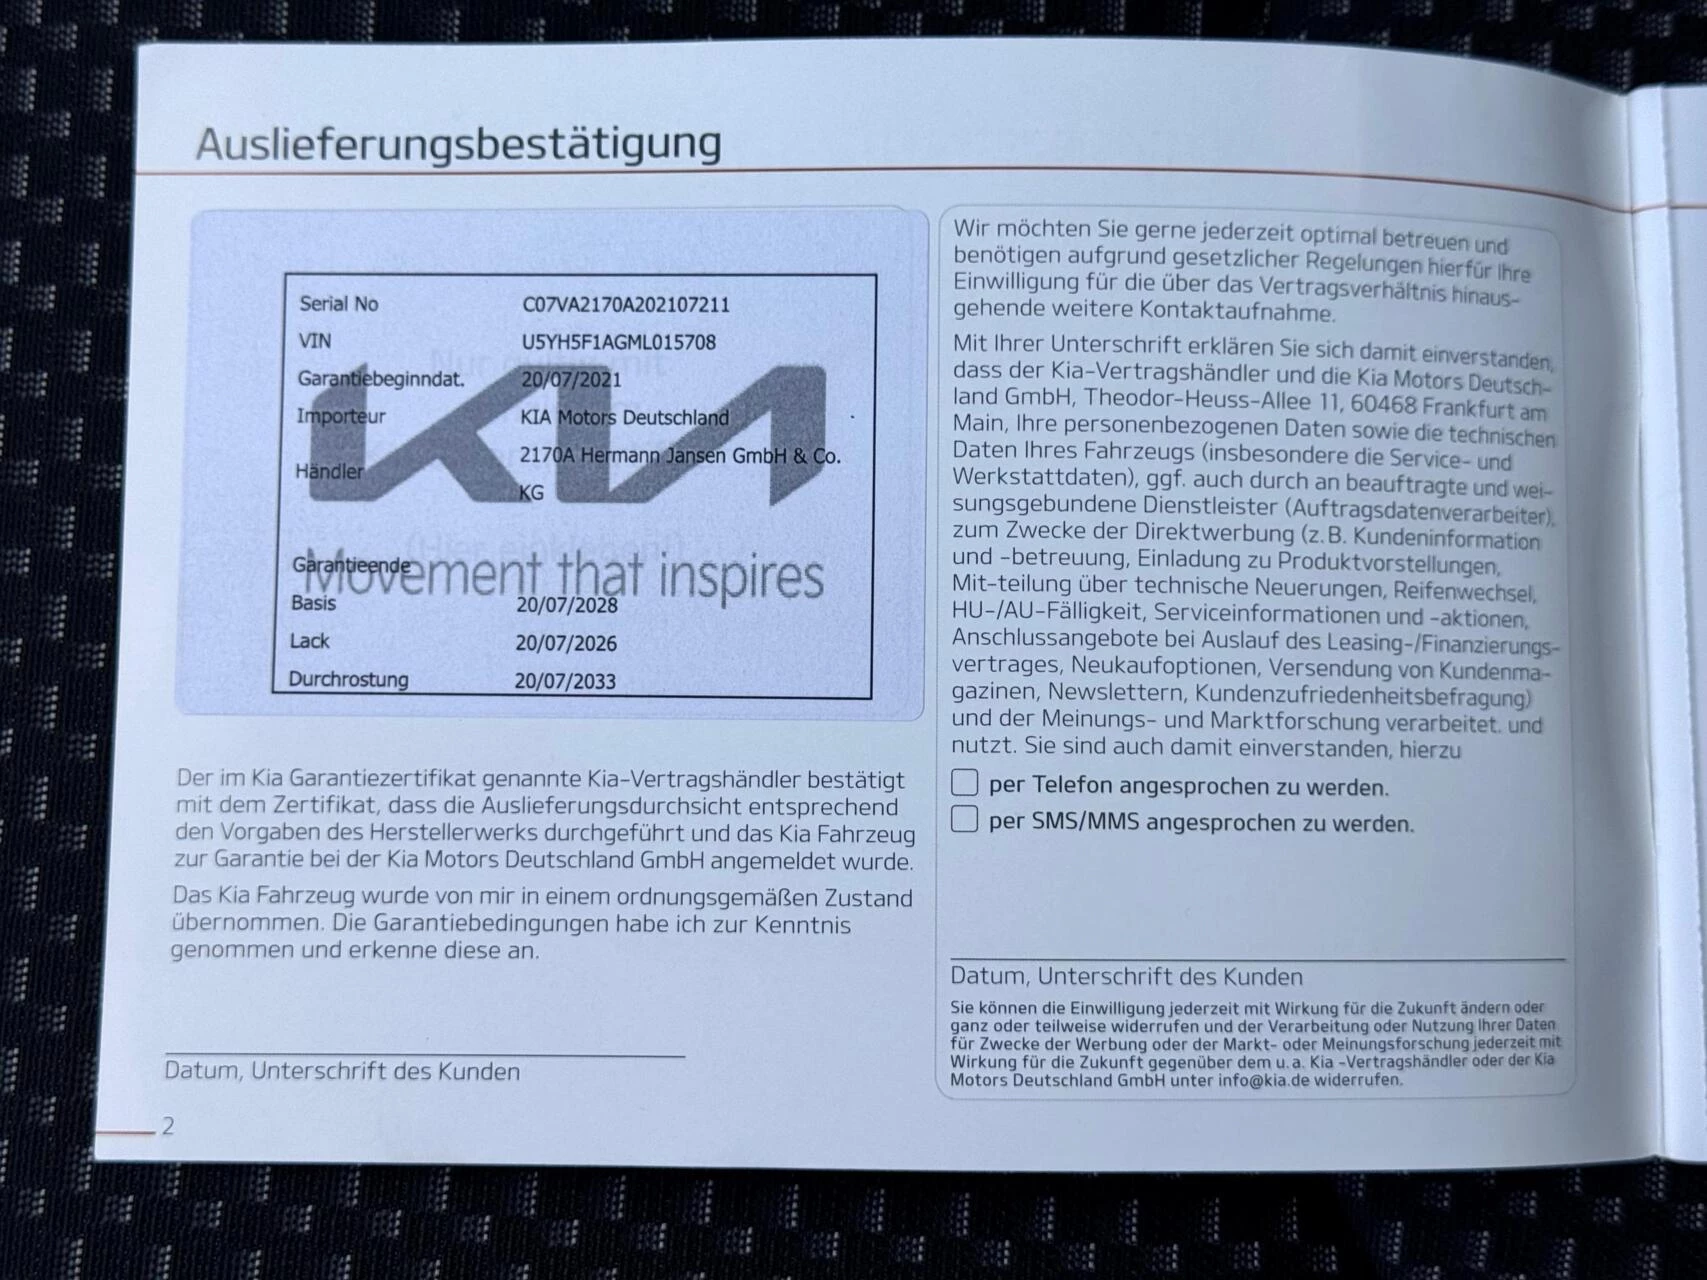 Auslieferungsbestätigung
Serial No C07VA2170A202107211
VIN U5YH5F1AGML015708
Garantiebeginndat. 20/07/2021
Importeur KIA Motors Deutschland
Händler 2170A Hermann Jansen GmbH & Co.
KG
KIA
Garantieende
Movement that inspires
Basis 20/07/2028
Lack 20/07/2026
Durchrostung 20/07/2033
Der im Kia Garantiezertifikat genannte Kia-Vertragshändler bestätigt
mit dem Zertifikat, dass die Auslieferungsdurchsicht entsprechend
den Vorgaben des Herstellerwerks durchgeführt und das Kia Fahrzeug
zur Garantie bei der Kia Motors Deutschland GmbH angemeldet wurde.
Das Kia Fahrzeug wurde von mir in einem ordnungsgemäßen Zustand
übernommen. Die Garantiebedingungen habe ich zur Kenntnis
genommen und erkenne diese an.
Datum, Unterschrift des Kunden
2
Wir möchten Sie gerne jederzeit optimal betreuen und
benötigen aufgrund gesetzlicher Regelungen hierfür Ihre
Einwilligung für die über das Vertragsverhältnis hinaus-
gehende weitere Kontaktaufnahme.
Mit Ihrer Unterschrift erklären Sie sich damit einverstanden,
dass der Kia-Vertragshändler und die Kia Motors Deutsch-
land GmbH, Theodor-Heuss-Allee 11, 60468 Frankfurt am
Main, Ihre personenbezogenen Daten sowie die technischen
Daten Ihres Fahrzeugs (insbesondere die Service- und
Werkstattdaten), ggf. auch durch an beauftragte und wei-
sungsgebundene Dienstleister (Auftragsdatenverarbeiter),
zum Zwecke der Direktwerbung (z.B. Kundeninformation
und -betreuung, Einladung zu Produktvorstellungen,
Mit-teilung über technische Neuerungen, Reifenwechsel,
HU-/AU-Fälligkeit, Serviceinformationen und -aktionen,
Anschlussangebote bei Auslauf des Leasing-/Finanzierungs-
vertrages, Neukaufoptionen, Versendung von Kundenma-
gazinen, Newslettern, Kundenzufriedenheitsbefragung)
und der Meinungs- und Marktforschung verarbeitet. und
nutzt. Sie sind auch damit einverstanden, hierzu
per Telefon angesprochen zu werden.
per SMS/MMS angesprochen zu werden.
Datum, Unterschrift des Kunden
Sie können die Einwilligung jederzeit mit Wirkung für die Zukunft ändern oder
ganz oder teilweise widerrufen und der Verarbeitung oder Nutzung Ihrer Daten
für Zwecke der Werbung oder der Markt- oder Meinungsforschung jederzeit mit
Wirkung für die Zukunft gegenüber dem u.a. Kia -Vertragshändler oder der Kia
Motors Deutschland GmbH unter info@kia.de widerrufen.